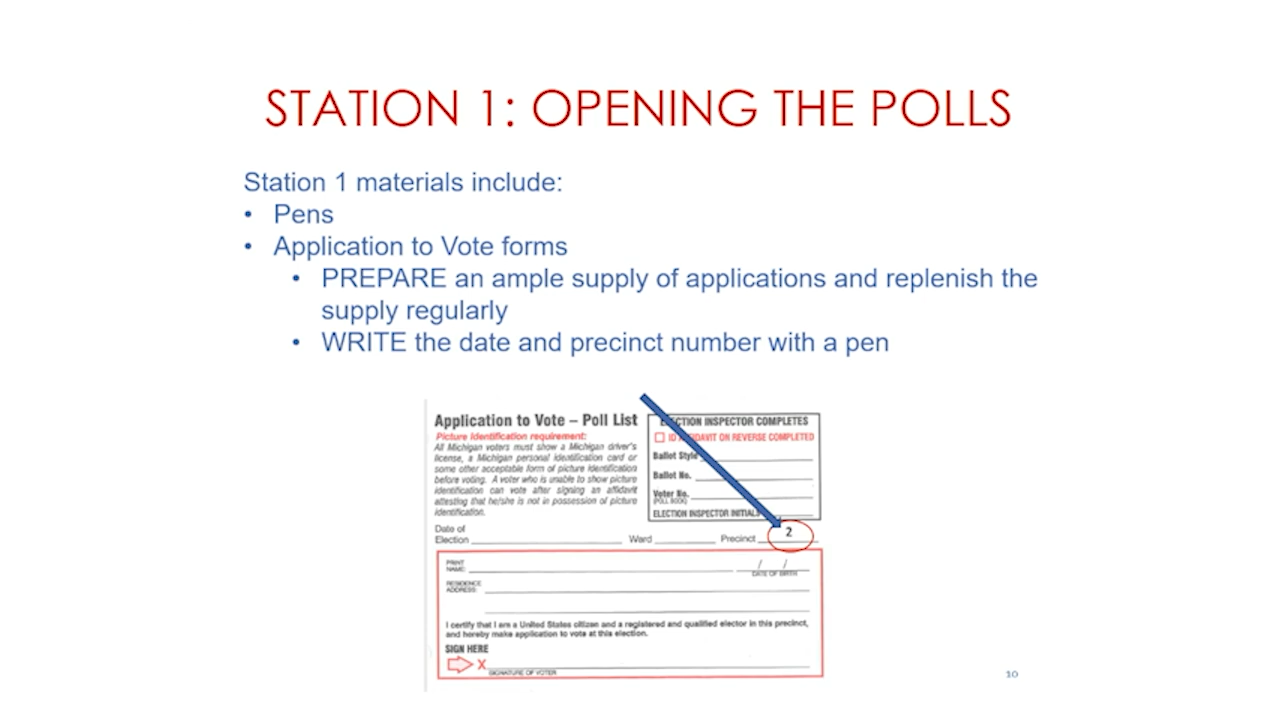 STATION 1: OPENING THE POLLS
Station 1 materials include:
• Pens
• Application to Vote forms
• PREPARE an ample supply of applications and replenish the
supply regularly
• WRITE the date and precinct number with a pen
Application to Vote – Poll List
Picture Identification requirement:
All Michigan voters must show a Michigan driver's
license, a Michigan personal identification card or
some other acceptable form of picture identification
before voting. A voter who is unable to show picture
identification can vote after signing an affidavit
attesting that he/she is not in possession of picture
identification.
ELECTION INSPECTOR COMPLETES
ID AFFIDAVIT ON REVERSE COMPLETED
Ballot Style
Ballot No.
Voter No.
(POLL BOOK)
ELECTION INSPECTOR INITIALS
Date of
Election Ward Precinct 2
PRINT
NAME: / /
DATE OF BIRTH
RESIDENCE
ADDRESS:
I certify that I am a United States citizen and a registered and qualified elector in this precinct,
and hereby make application to vote at this election.
SIGN HERE
X
SIGNATURE OF VOTER
10